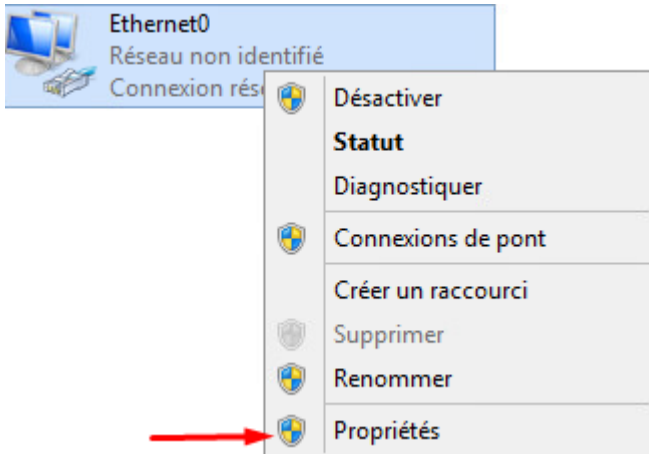 Ethernet0
Réseau non identifié
Connexion rése
Désactiver
Statut
Diagnostiquer
Connexions de pont
Créer un raccourci
Supprimer
Renommer
Propriétés